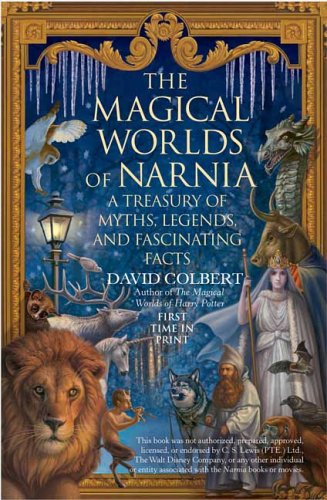 THE
MAGICAL
WORLDS
OF NARNIA
A TREASURY OF
MYTHS, LEGENDS,
AND FASCINATING
FACTS
DAVID COLBERT
Author of The Magical
Worlds of Harry Potter
FIRST
TIME IN
PRINT
This book was not authorized, prepared, approved,
licensed, or endorsed by C. S. Lewis (PTE.) Ltd.,
The Walt Disney Company, or any other individual
or entity associated with the Narnia books or movies.